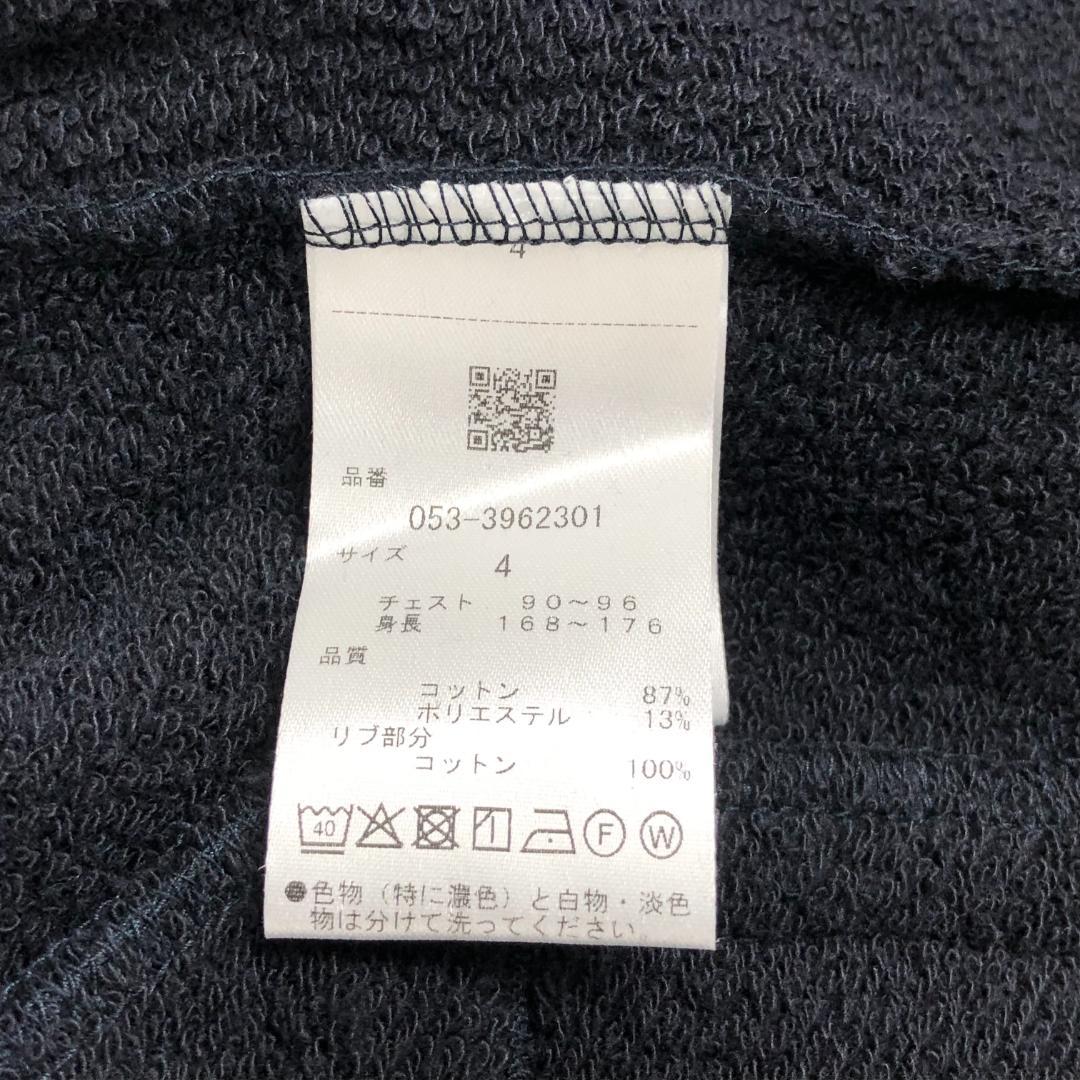 4
品番
053-3962301
サイズ
4
チェスト 90~96
身長 168~176
品質
コットン 87%
ポリエステル 13%
リブ部分
コットン 100%
40 F W
●色物(特に濃色)と白物・淡色
物は分けて洗ってください。